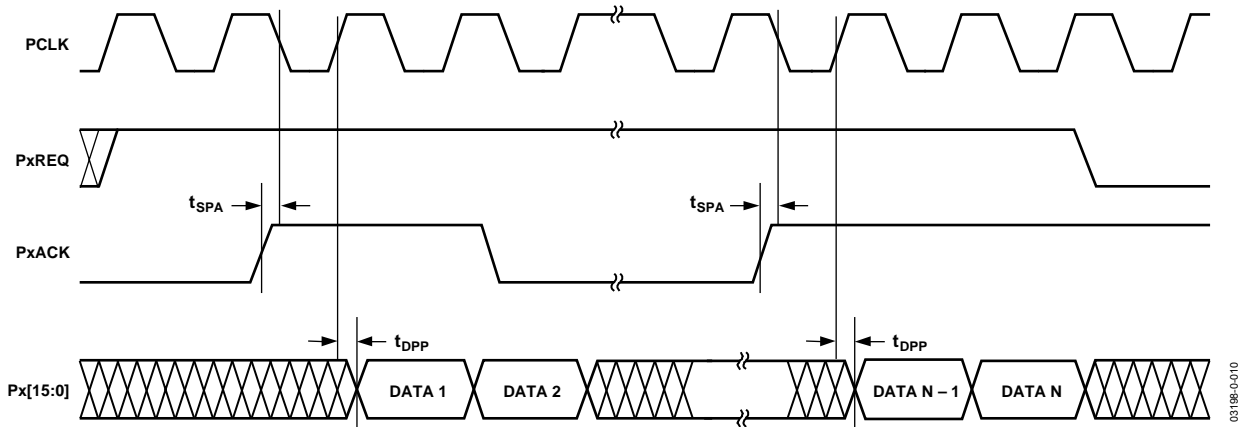 PCLK
PxREQ
tSPA
tSPA
PxACK
tDPP
tDPP
Px[15:0]
DATA 1
DATA 2
DATA N – 1
DATA N
03198-0-010